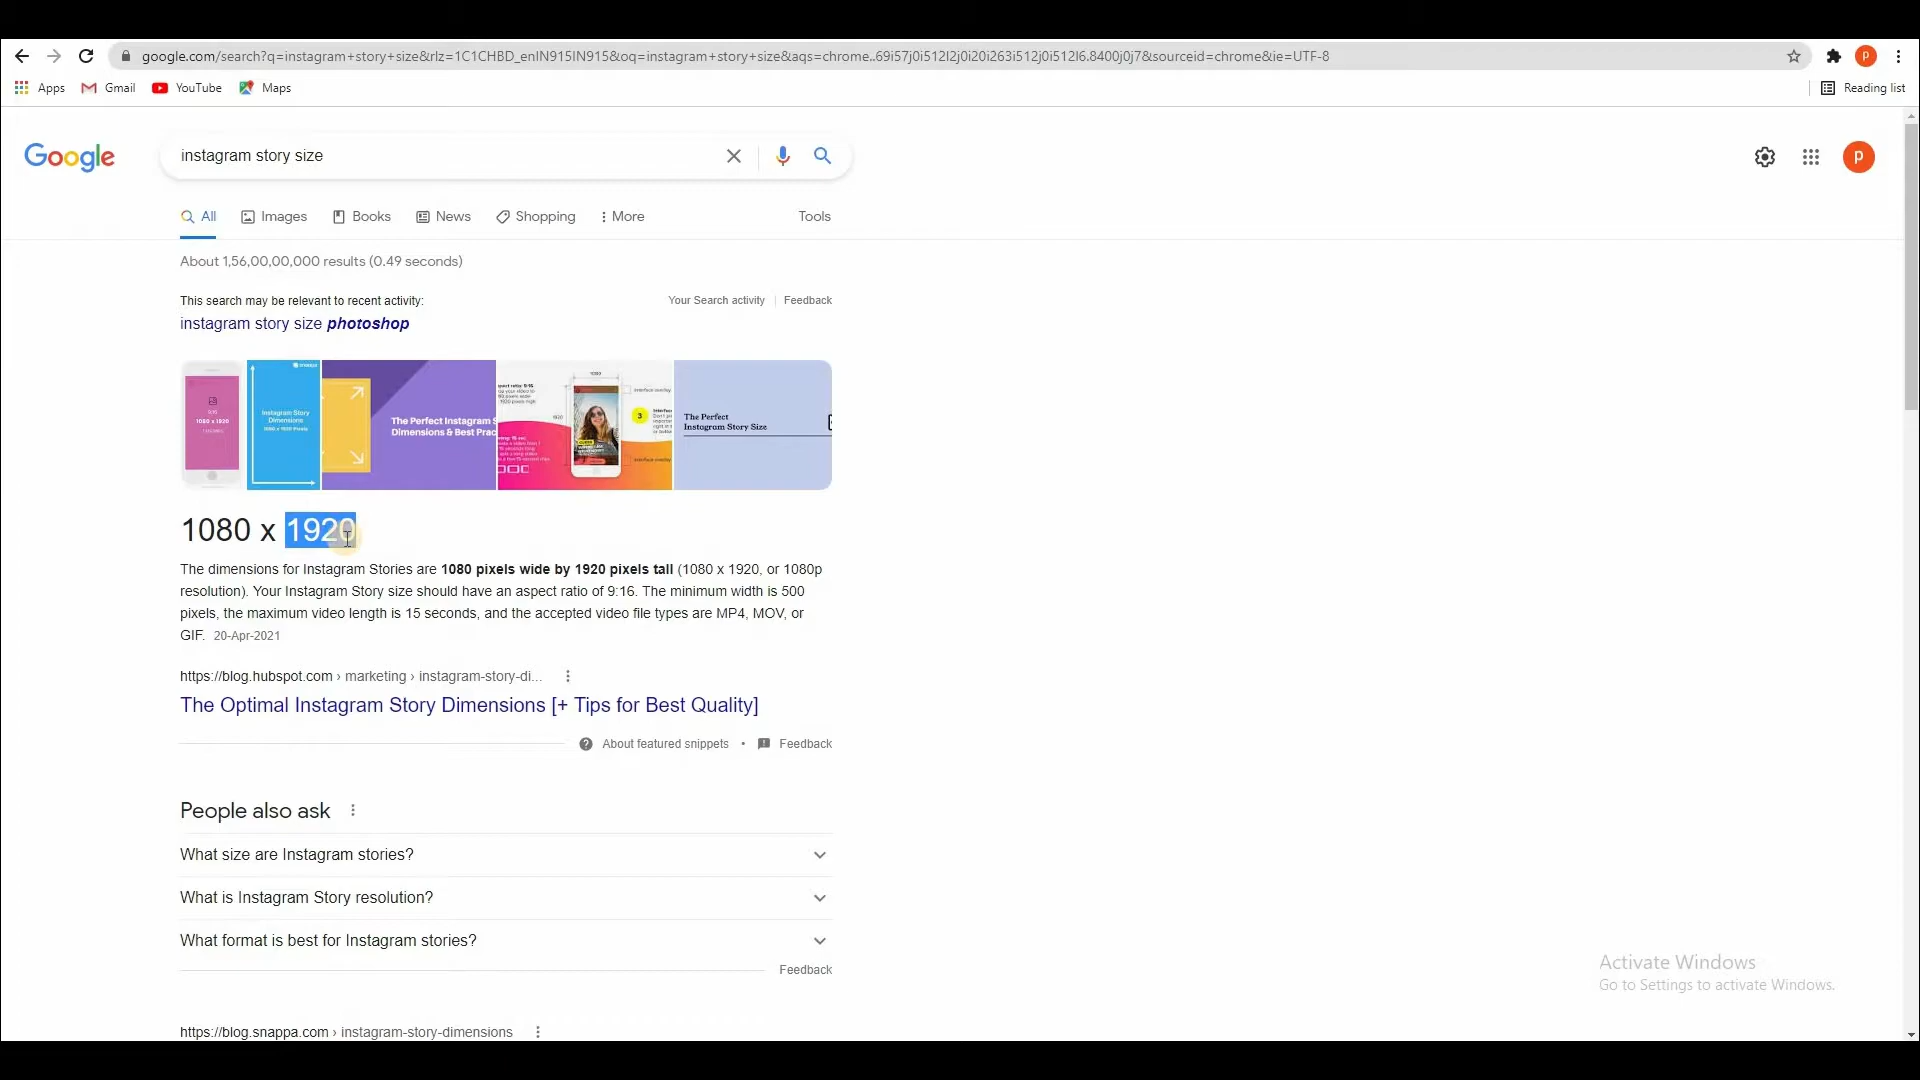 google.com/search?q=instagram+story+size&rlz=1C1CHBD_enIN915IN915&oq=instagram+story+size&aqs=chrome..69i57j0i512l2j0i20i263i512j0i512l6.8400j0j7&sourceid=chrome&ie=UTF-8
P
Apps Gmail YouTube Maps Reading list
Google instagram story size p
All Images Books News Shopping More Tools
About 1,56,00,00,000 results (0.49 seconds)
This search may be relevant to recent activity: Your Search activity Feedback
instagram story size photoshop
1080 x 1920
Instagram Story
Dimensions
1080 x 1920 Pixels
The Perfect Instagram S
Dimensions & Best Prac
3
The Perfect
Instagram Story Size
1080 x 1920
The dimensions for Instagram Stories are 1080 pixels wide by 1920 pixels tall (1080 x 1920, or 1080p
resolution). Your Instagram Story size should have an aspect ratio of 9:16. The minimum width is 500
pixels, the maximum video length is 15 seconds, and the accepted video file types are MP4, MOV, or
GIF. 20-Apr-2021
https://blog.hubspot.com › marketing › instagram-story-di...
The Optimal Instagram Story Dimensions [+ Tips for Best Quality]
About featured snippets • Feedback
People also ask
What size are Instagram stories?
What is Instagram Story resolution?
What format is best for Instagram stories?
Feedback
Activate Windows
Go to Settings to activate Windows.
https://blog.snappa.com › instagram-story-dimensions